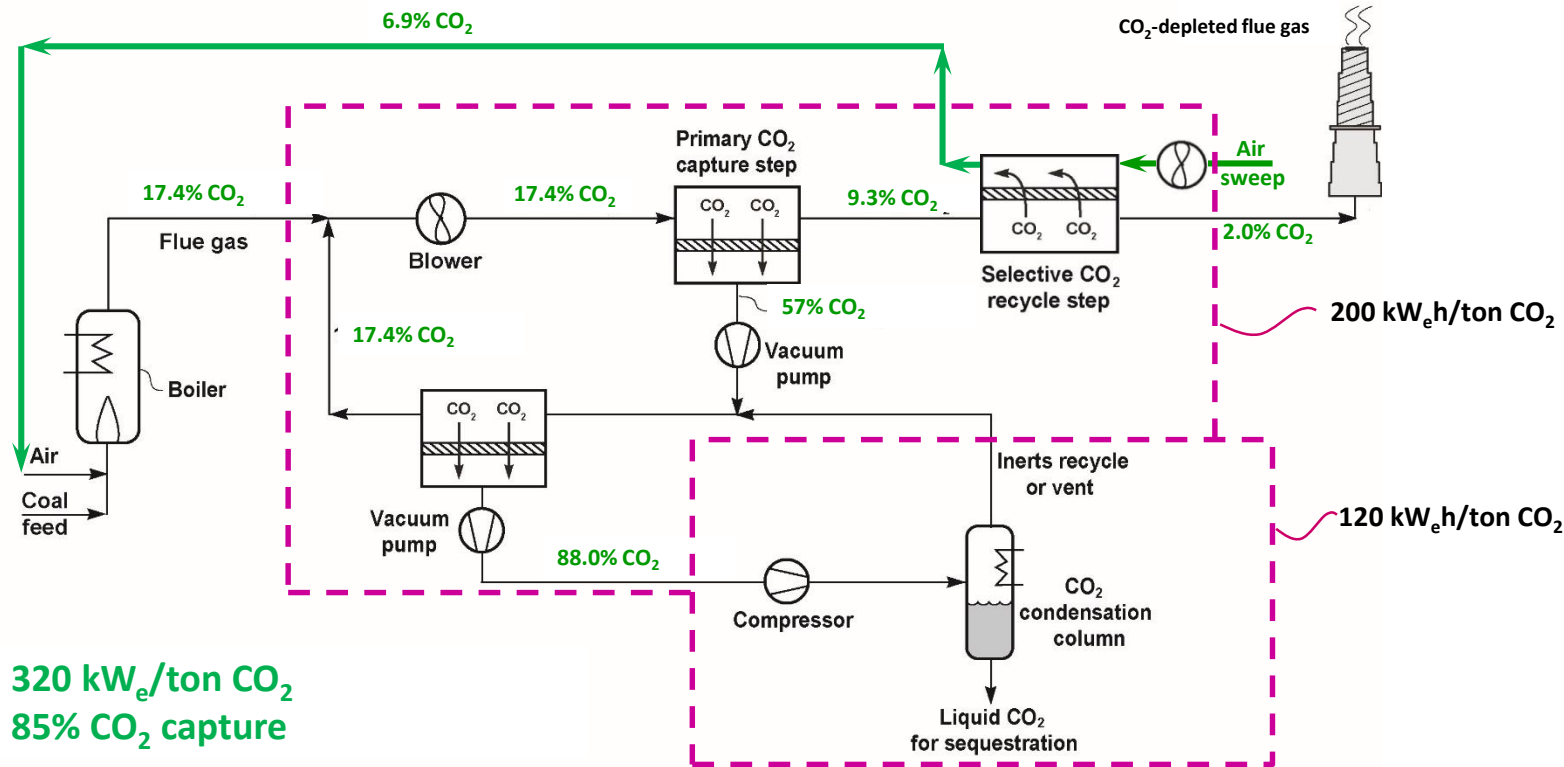 6.9% CO₂
CO₂-depleted flue gas
Primary CO₂
capture step
Air
sweep
17.4% CO₂
17.4% CO₂
9.3% CO₂
CO₂ CO₂
CO₂ CO₂
2.0% CO₂
Flue gas
Blower
Selective CO₂
recycle step
57% CO₂
200 kWₑh/ton CO₂
17.4% CO₂
Vacuum
pump
Boiler
CO₂ CO₂
Air
Coal
feed
Inerts recycle
or vent
Vacuum
pump
120 kWₑh/ton CO₂
88.0% CO₂
Compressor
CO₂
condensation
column
320 kWₑ/ton CO₂
85% CO₂ capture
Liquid CO₂
for sequestration